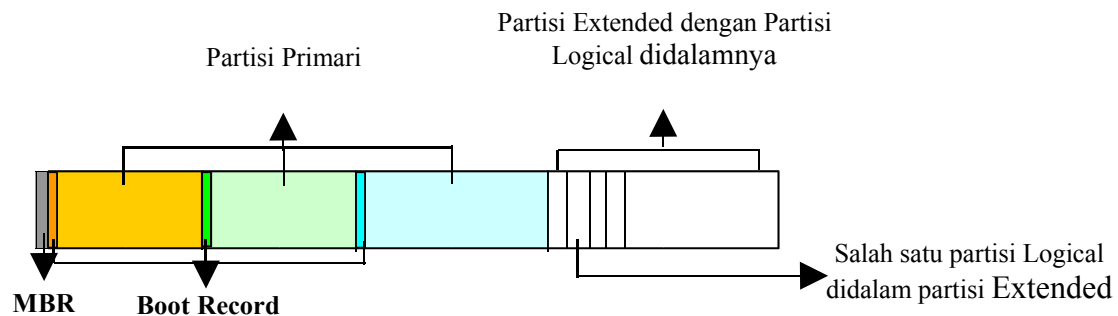 Partisi Primari
Partisi Extended dengan Partisi
Logical didalamnya
Salah satu partisi Logical
didalam partisi Extended
MBR
Boot Record